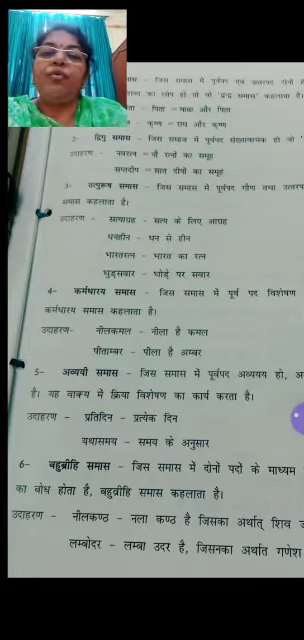 मास - जिस समास में पूर्वपद एवं उत्तरपद दोनों
का लोप हो तो वो 'द्वन्द्व समास' कहलाता है।
ता - पिता = माता और पिता
- कृष्ण = राम और कृष्ण
2- द्विगु समास - जिस समास में पूर्वपद संख्यावाचक हो वो
उदाहरण - नवरत्न = नौ रत्नों का समूह
सप्तदीप = सात दीपों का समूह
3- तत्पुरूष समास - जिस समास में पूर्वपद गौण तथा उत्तरप
समास कहलाता है।
उदाहरण - सत्याग्रह - सत्य के लिए आग्रह
धनहीन - धन से हीन
भारतरत्न - भारत का रत्न
घुड़सवार - घोड़े पर सवार
4- कर्मधारय समास - जिस समास में पूर्व पद विशेषण
कर्मधारय समास कहलाता है।
उदाहरण- नीलकमल - नीला है कमल
पीताम्बर - पीला है अम्बर
5- अव्ययी समास - जिस समास में पूर्वपद अव्यय हो, अ
है। यह वाक्य में क्रिया विशेषण का कार्य करता है।
उदाहरण - प्रतिदिन - प्रत्येक दिन
यथासमय - समय के अनुसार
6- बहुब्रीहि समास - जिस समास में दोनों पदों के माध्यम
का बोध होता है, बहुब्रीहि समास कहलाता है।
उदाहरण - नीलकण्ठ - नला कण्ठ है जिसका अर्थात् शिव
लम्बोदर - लम्बा उदर है, जिसनका अर्थात गणेश